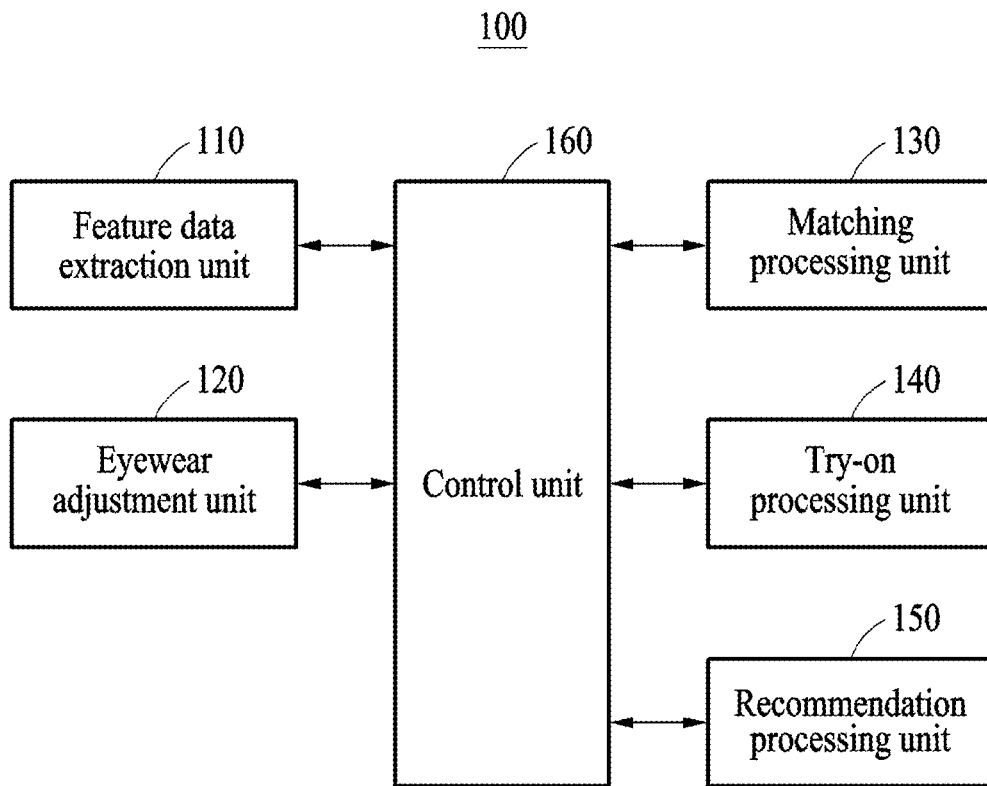 100
110
160
130
Feature data
extraction unit
Matching
processing unit
120
140
Eyewear
adjustment unit
Control unit
Try-on
processing unit
150
Recommendation
processing unit